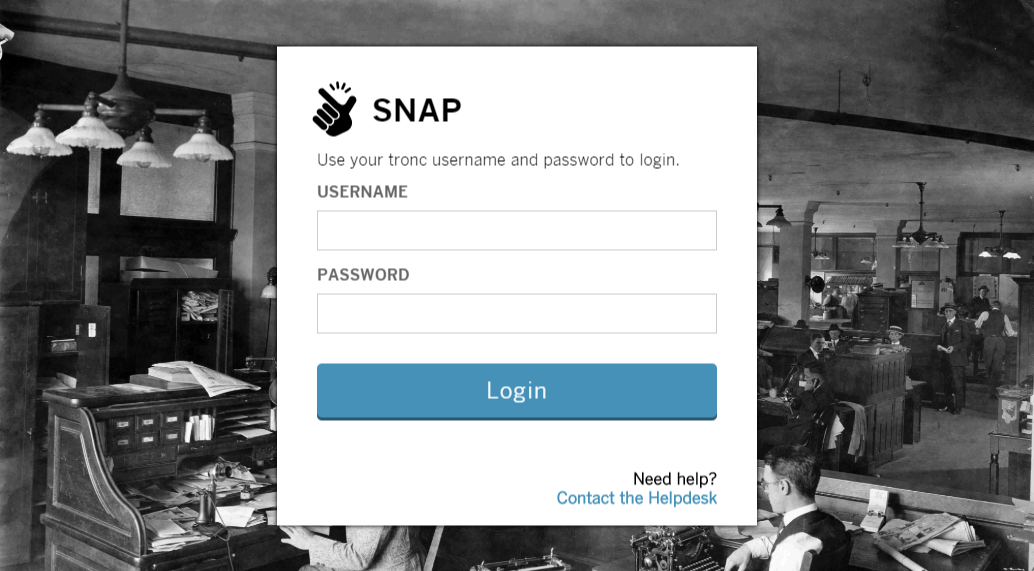 SNAP
Use your tronc username and password to login.
USERNAME
PASSWORD
Login
Need help?
Contact the Helpdesk